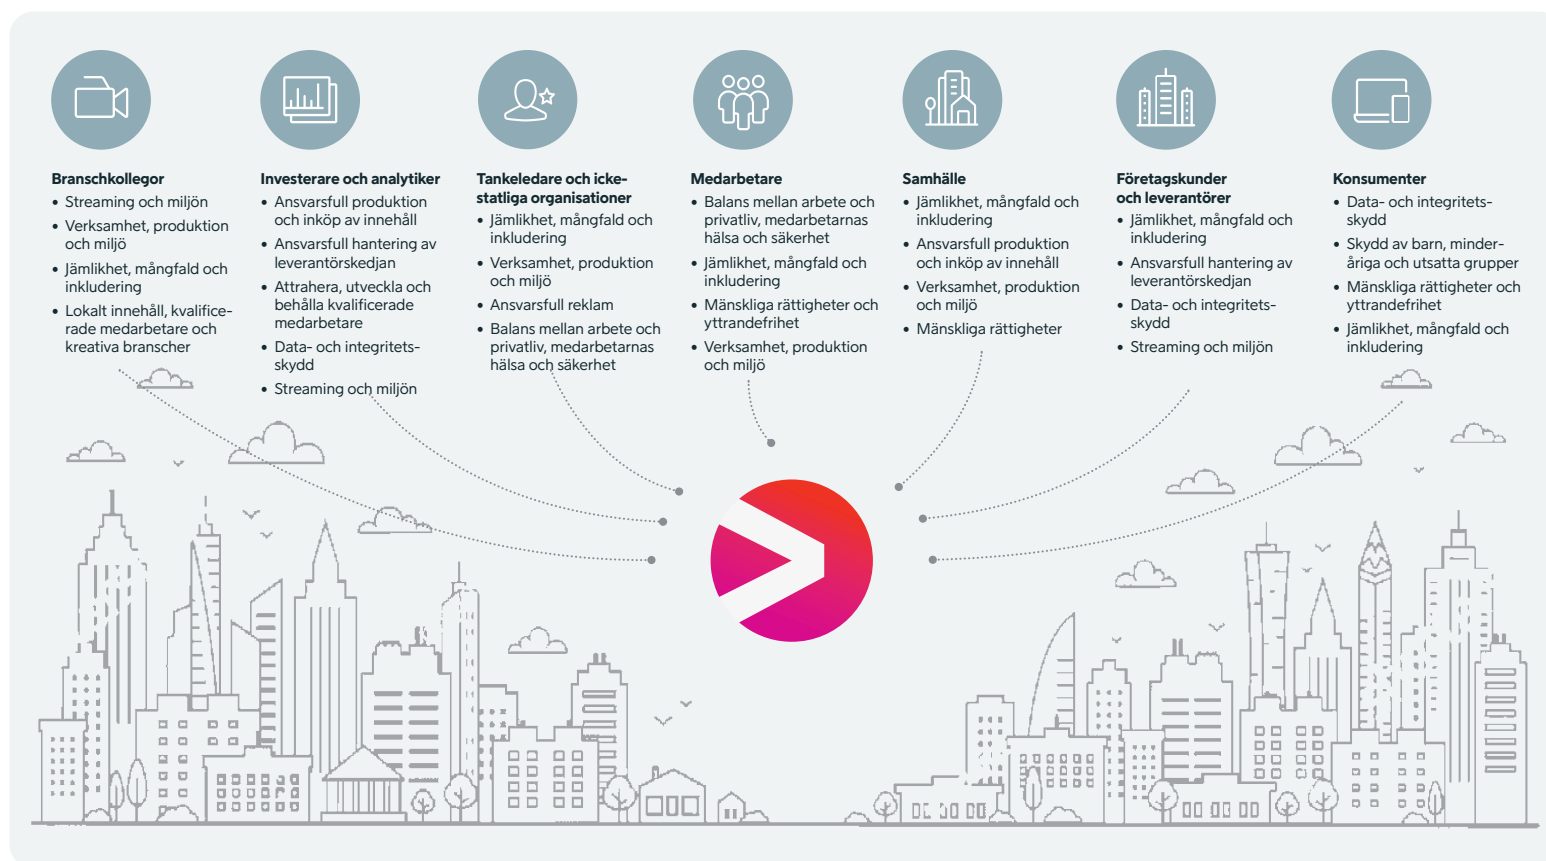 Branschkollegor
• Streaming och miljön
• Verksamhet, produktion
och miljö
• Jämlikhet, mångfald och
inkludering
• Lokalt innehåll, kvalifice-
rade medarbetare och
kreativa branscher
Investerare och analytiker
• Ansvarsfull produktion
och inköp av innehåll
• Ansvarsfull hantering av
leverantörskedjan
• Attrahera, utveckla och
behålla kvalificerade
medarbetare
• Data- och integritets-
skydd
• Streaming och miljön
Tankeledare och icke-
statliga organisationer
• Jämlikhet, mångfald och
inkludering
• Verksamhet, produktion
och miljö
• Ansvarsfull reklam
• Balans mellan arbete och
privatliv, medarbetarnas
hälsa och säkerhet
Medarbetare
• Balans mellan arbete och
privatliv, medarbetarnas
hälsa och säkerhet
• Jämlikhet, mångfald och
inkludering
• Mänskliga rättigheter och
yttrandefrihet
• Verksamhet, produktion
och miljö
Samhälle
• Jämlikhet, mångfald och
inkludering
• Ansvarsfull produktion
och inköp av innehåll
• Verksamhet, produktion
och miljö
• Mänskliga rättigheter
Företagskunder
och leverantörer
• Jämlikhet, mångfald och
inkludering
• Ansvarsfull hantering av
leverantörskedjan
• Data- och integritets-
skydd
• Streaming och miljön
Konsumenter
• Data- och integritets-
skydd
• Skydd av barn, minder-
åriga och utsatta grupper
• Mänskliga rättigheter och
yttrandefrihet
• Jämlikhet, mångfald och
inkludering